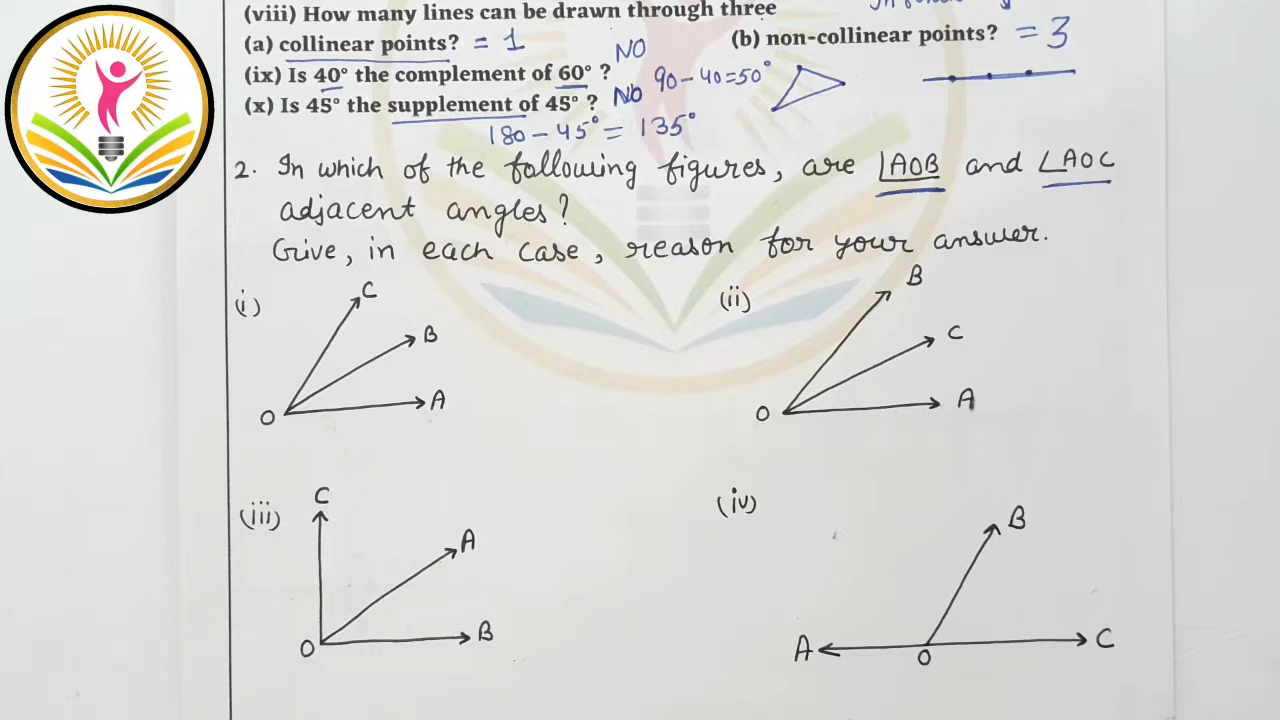 (viii) How many lines can be drawn through three
(a) collinear points? = 1 (b) non-collinear points? = 3
(ix) Is 40° the complement of 60° ? NO 90 - 40 = 50°
(x) Is 45° the supplement of 45° ? NO
180 - 45° = 135°
2. In which of the following figures, are ∠AOB and ∠AOC
adjacent angles?
Give, in each case, reason for your answer.
(i) C B A O
(ii) B C A O
(iii) C A B O
(iv) B A O C